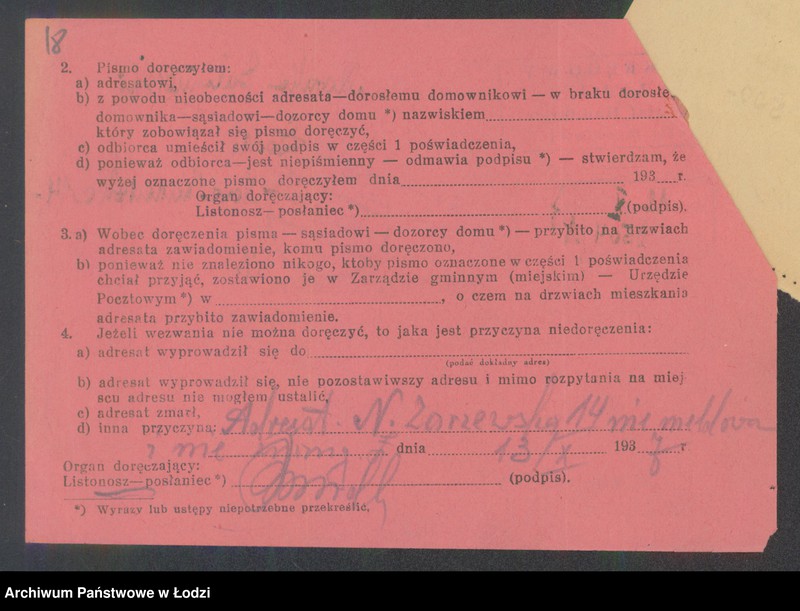 18
2. Pismo doręczyłem:
a) adresatowi,
b) z powodu nieobecności adresata—dorosłemu domownikowi — w braku dorosłe,
domownika—sąsiadowi—dozorcy domu *) nazwiskiem
który zobowiązał się pismo doręczyć,
c) odbiorca umieścił swój podpis w części 1 poświadczenia,
d) ponieważ odbiorca—jest niepiśmienny — odmawia podpisu *) — stwierdzam, że
wyżej oznaczone pismo doręczyłem dnia 193 r.
Organ doręczający:
Listonosz—posłaniec *) (podpis).
3. a) Wobec doręczenia pisma — sąsiadowi — dozorcy domu *) — przybito na drzwiach
adresata zawiadomienie, komu pismo doręczono,
b) ponieważ nie znaleziono nikogo, ktoby pismo oznaczone w części 1 poświadczenia
chciał przyjąć, zostawiono je w Zarządzie gminnym (miejskim) — Urzędzie
Pocztowym *) w , o czem na drzwiach mieszkania
adresata przybito zawiadomienie.
4. Jeżeli wezwania nie można doręczyć, to jaka jest przyczyna niedoręczenia:
a) adresat wyprowadził się do
(podać dokładny adres)
b) adresat wyprowadził się, nie pozostawiwszy adresu i mimo rozpytania na miej
scu adresu nie mogłem ustalić,
c) adresat zmarł,
d) inna przyczyna: Adresat N. Zarzewska 14 nie meldow
i nie dnia 13/X 1937 r
Organ doręczający:
Listonosz—posłaniec *) (podpis).
*) Wyrazy lub ustępy niepotrzebne przekreślić.
Archiwum Państwowe w Łodzi